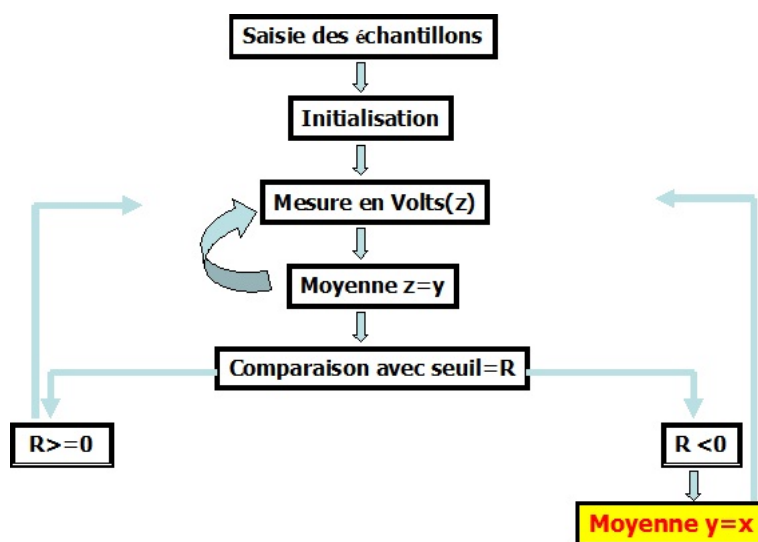 Saisie des échantillons
Initialisation
Mesure en Volts(z)
Moyenne z=y
Comparaison avec seuil=R
R>=0
R <0
Moyenne y=x